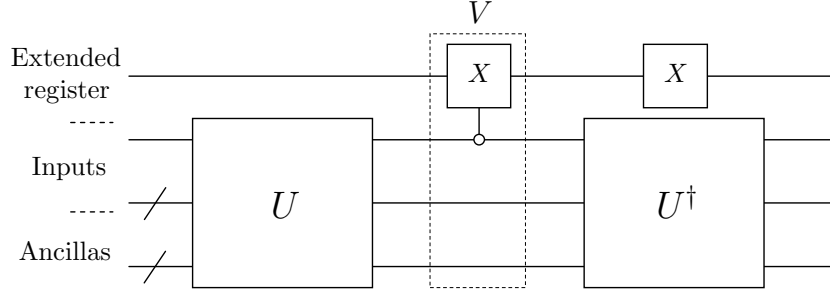 V
Extended
register
X
X
Inputs
U
U†
Ancillas